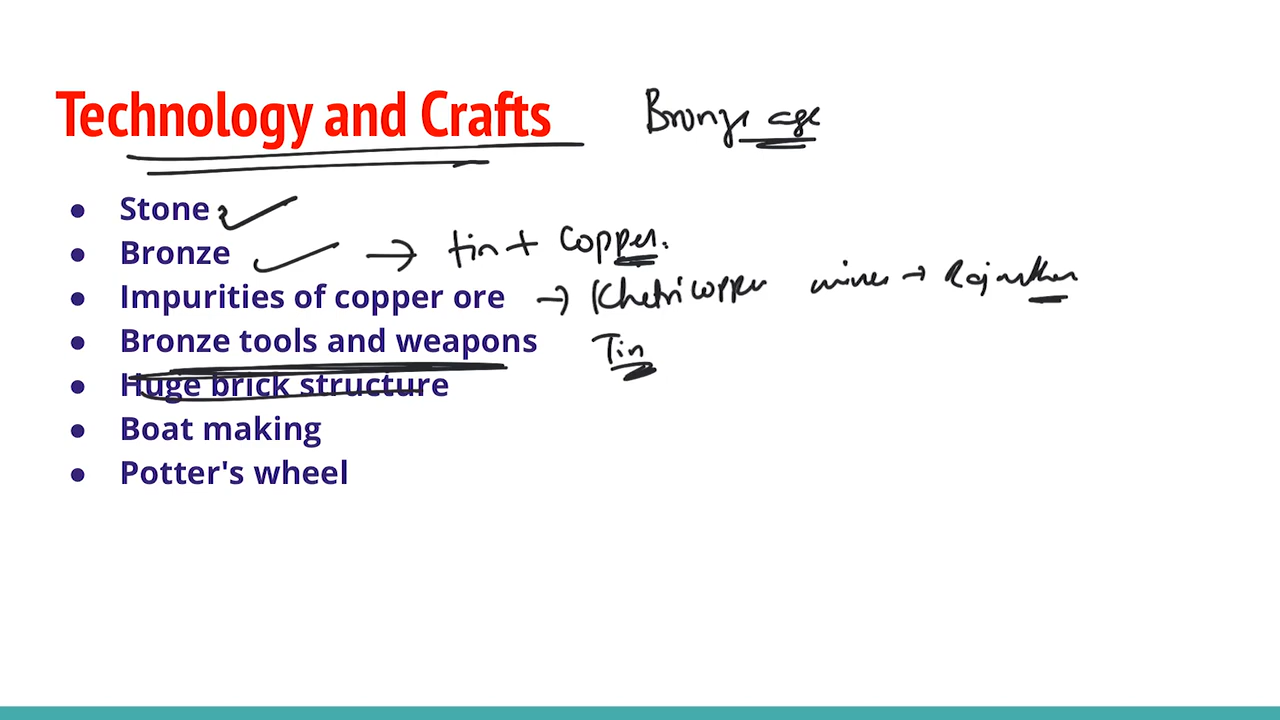 Technology and Crafts Bronze age
• Stone
• Bronze → tin + Copper.
• Impurities of copper ore → Khetri copper mines → Rajasthan
• Bronze tools and weapons Tin
• Huge brick structure
• Boat making
• Potter's wheel